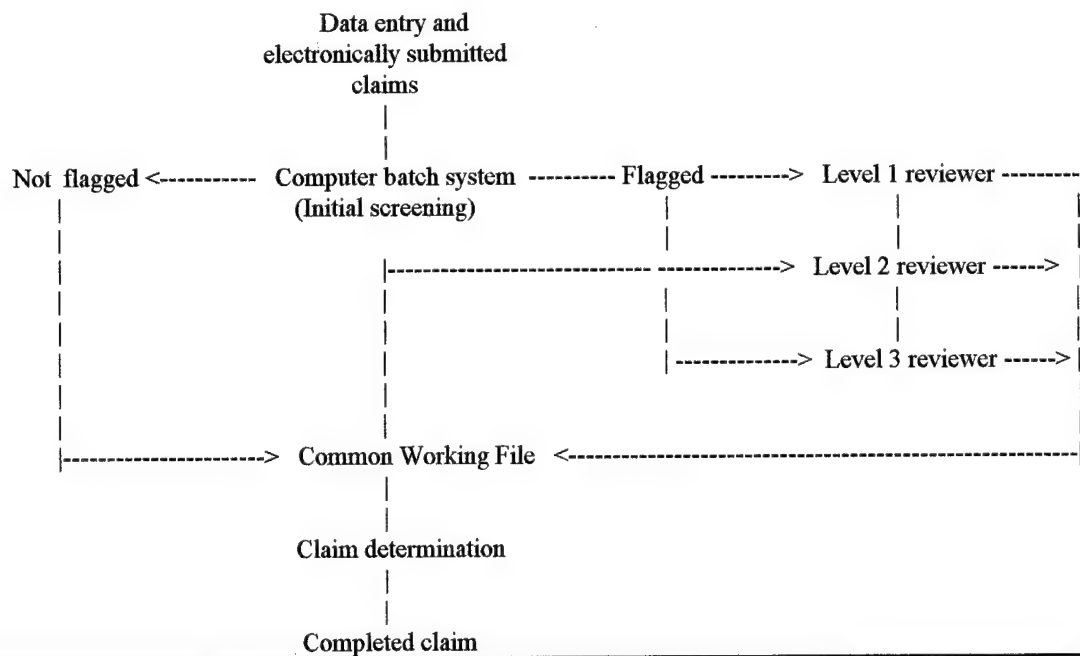 Data entry and
electronically submitted
claims
Not flagged <----------- Computer batch system ---------- Flagged ----------> Level 1 reviewer ---------
(Initial screening)
|--------------------------------- --------------> Level 2 reviewer ------>
|--------------> Level 3 reviewer ------>
|-------------------------> Common Working File <------------------------------------------------------
Claim determination
Completed claim